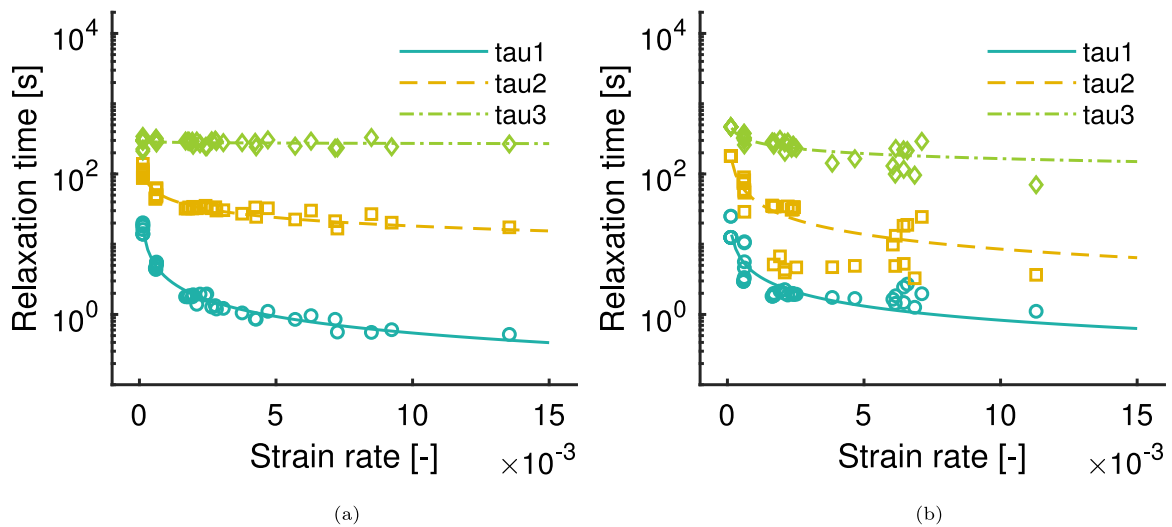 10^4
10^2
10^0
Relaxation time [s]
tau1
tau2
tau3
0 5 10 15
Strain rate [-]
×10^-3
(a)
10^4
10^2
10^0
Relaxation time [s]
tau1
tau2
tau3
0 5 10 15
Strain rate [-]
×10^-3
(b)